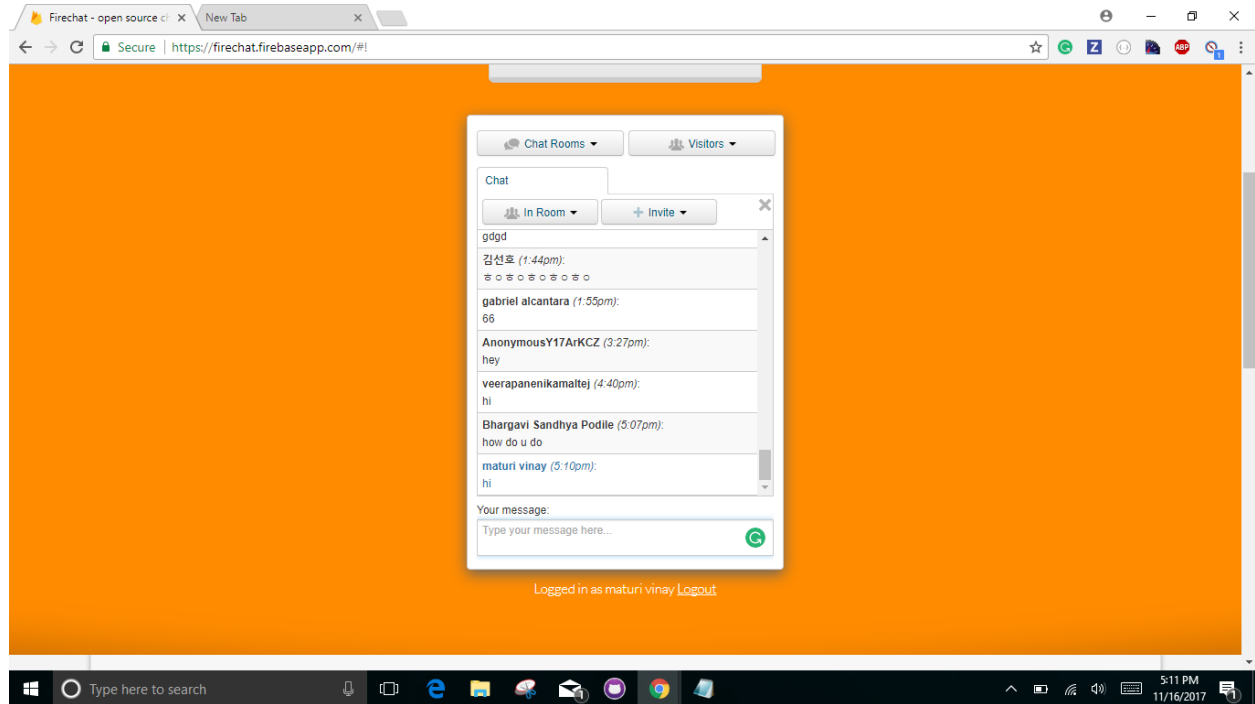 Firechat - open source ch
New Tab
Secure
https://firechat.firebaseapp.com/#!
Z
ABP
1
Chat Rooms
Visitors
Chat
In Room
Invite
gdgd
김선호 (1:44pm):
ㅎㅇㅎㅇㅎㅇㅎㅇㅎㅇ
gabriel alcantara (1:55pm):
66
AnonymousY17ArKCZ (3:27pm):
hey
veerapanenikamaltej (4:40pm):
hi
Bhargavi Sandhya Podile (5:07pm):
how do u do
maturi vinay (5:10pm):
hi
Your message:
Type your message here...
Logged in as maturi vinay Logout
Type here to search
5:11 PM
11/16/2017